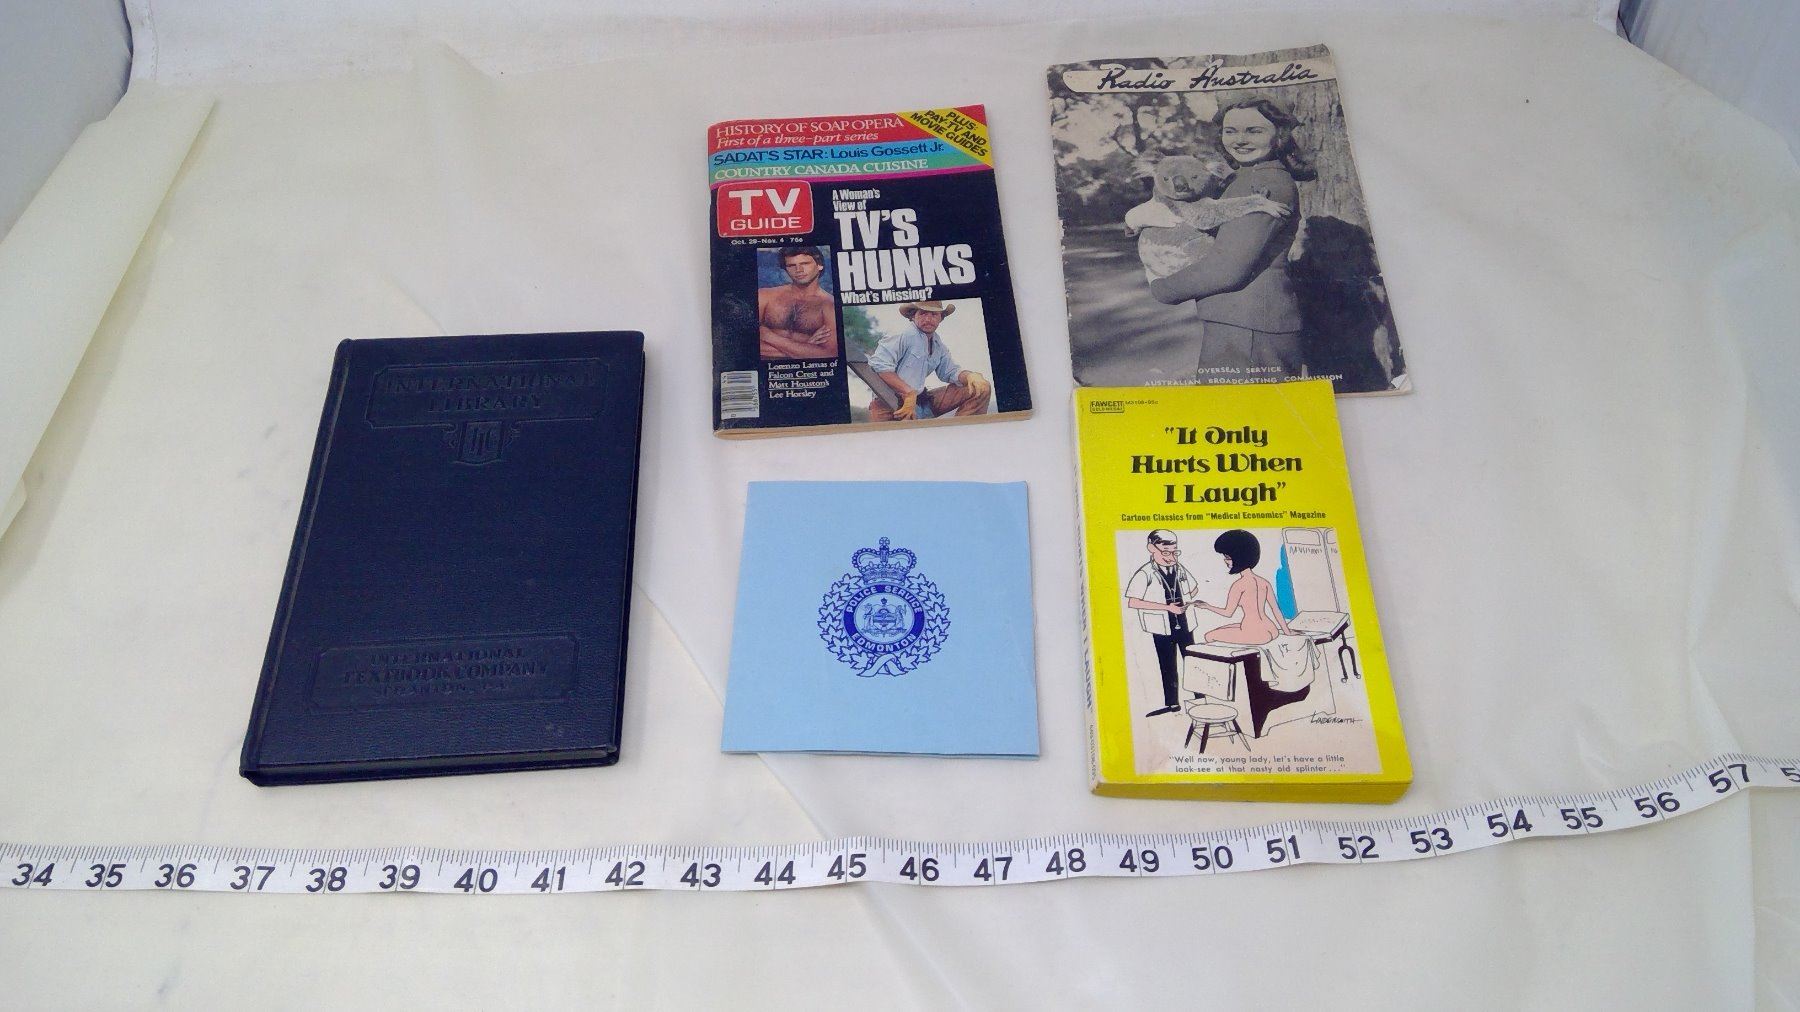 Radio Australia
OVERSEAS SERVICE
AUSTRALIAN BROADCASTING COMMISSION
HISTORY OF SOAP OPERA
First of a three-part series
SADAT'S STAR: Louis Gossett Jr.
COUNTRY CANADA CUISINE
PLUS:
PAY-TV AND
MOVIE GUIDES
TV
GUIDE
Oct. 29-Nov. 4 75¢
A Woman's
View of
TV'S
HUNKS
What's Missing?
Lorenzo Lamas of
Falcon Crest and
Matt Houston's
Lee Horsley
INTERNATIONAL
LIBRARY
INTERNATIONAL
TEXTBOOK COMPANY
SCRANTON, PA.
POLICE SERVICE
EDMONTON
FAWCETT
GOLD MEDAL
"It Only
Hurts When
I Laugh"
Cartoon Classics from "Medical Economics" Magazine
"Well now, young lady, let's have a little
look-see at that nasty old splinter..."
34 35 36 37 38 39 40 41 42 43 44 45 46 47 48 49 50 51 52 53 54 55 56 57